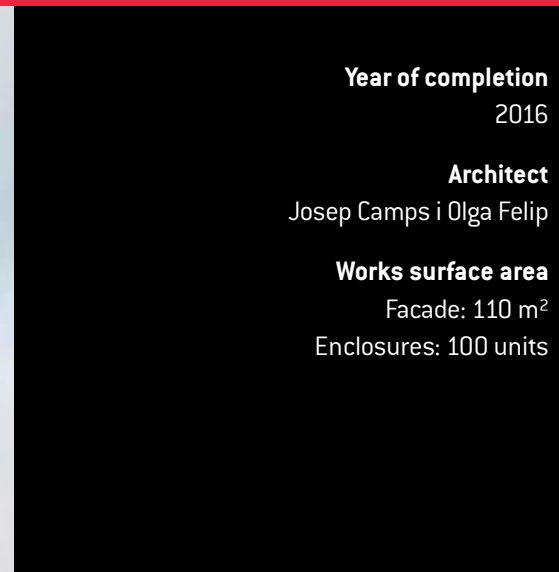 Year of completion
2016
Architect
Josep Camps i Olga Felip
Works surface area
Facade: 110 m²
Enclosures: 100 units